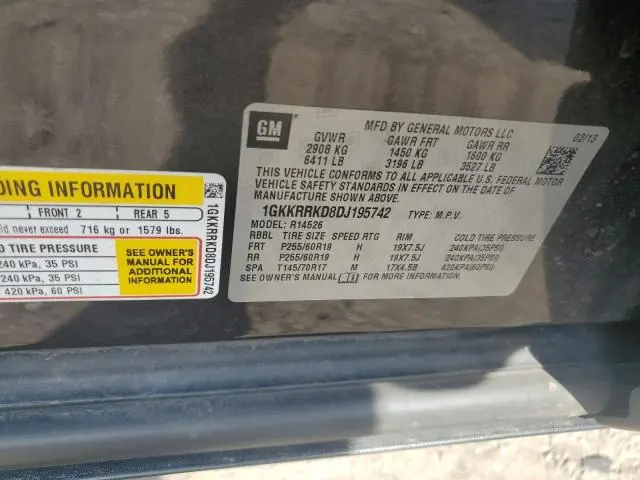 GM
MFD BY GENERAL MOTORS LLC
02/13
GVWR GAWR FRT GAWR RR
2908 KG 1450 KG 1600 KG
6411 LB 3196 LB 3527 LB
THIS VEHICLE CONFORMS TO ALL APPLICABLE U.S. FEDERAL MOTOR
VEHICLE SAFETY STANDARDS IN EFFECT ON THE DATE OF
MANUFACTURE SHOWN ABOVE.
1GKKRRKD8DJ195742 TYPE: M.P.V.
MODEL: R14526
RBBL TIRE SIZE SPEED RTG RIM COLD TIRE PRESSURE
FRT P255/60R19 H 19X7.5J 240KPA(35PSI)
RR P255/60R19 H 19X7.5J 240KPA(35PSI)
SPA T145/70R17 M 17X4.5B 420KPA(60PSI)
SEE OWNER'S MANUAL FOR MORE INFORMATION.
DING INFORMATION
FRONT 2 REAR 5
ld never exceed 716 kg or 1579 lbs.
COLD TIRE PRESSURE
240 kPa, 35 PSI
240 kPa, 35 PSI
420 kPa, 60 PSI
SEE OWNER'S
MANUAL FOR
ADDITIONAL
INFORMATION
1GKKRRKD8DJ195742